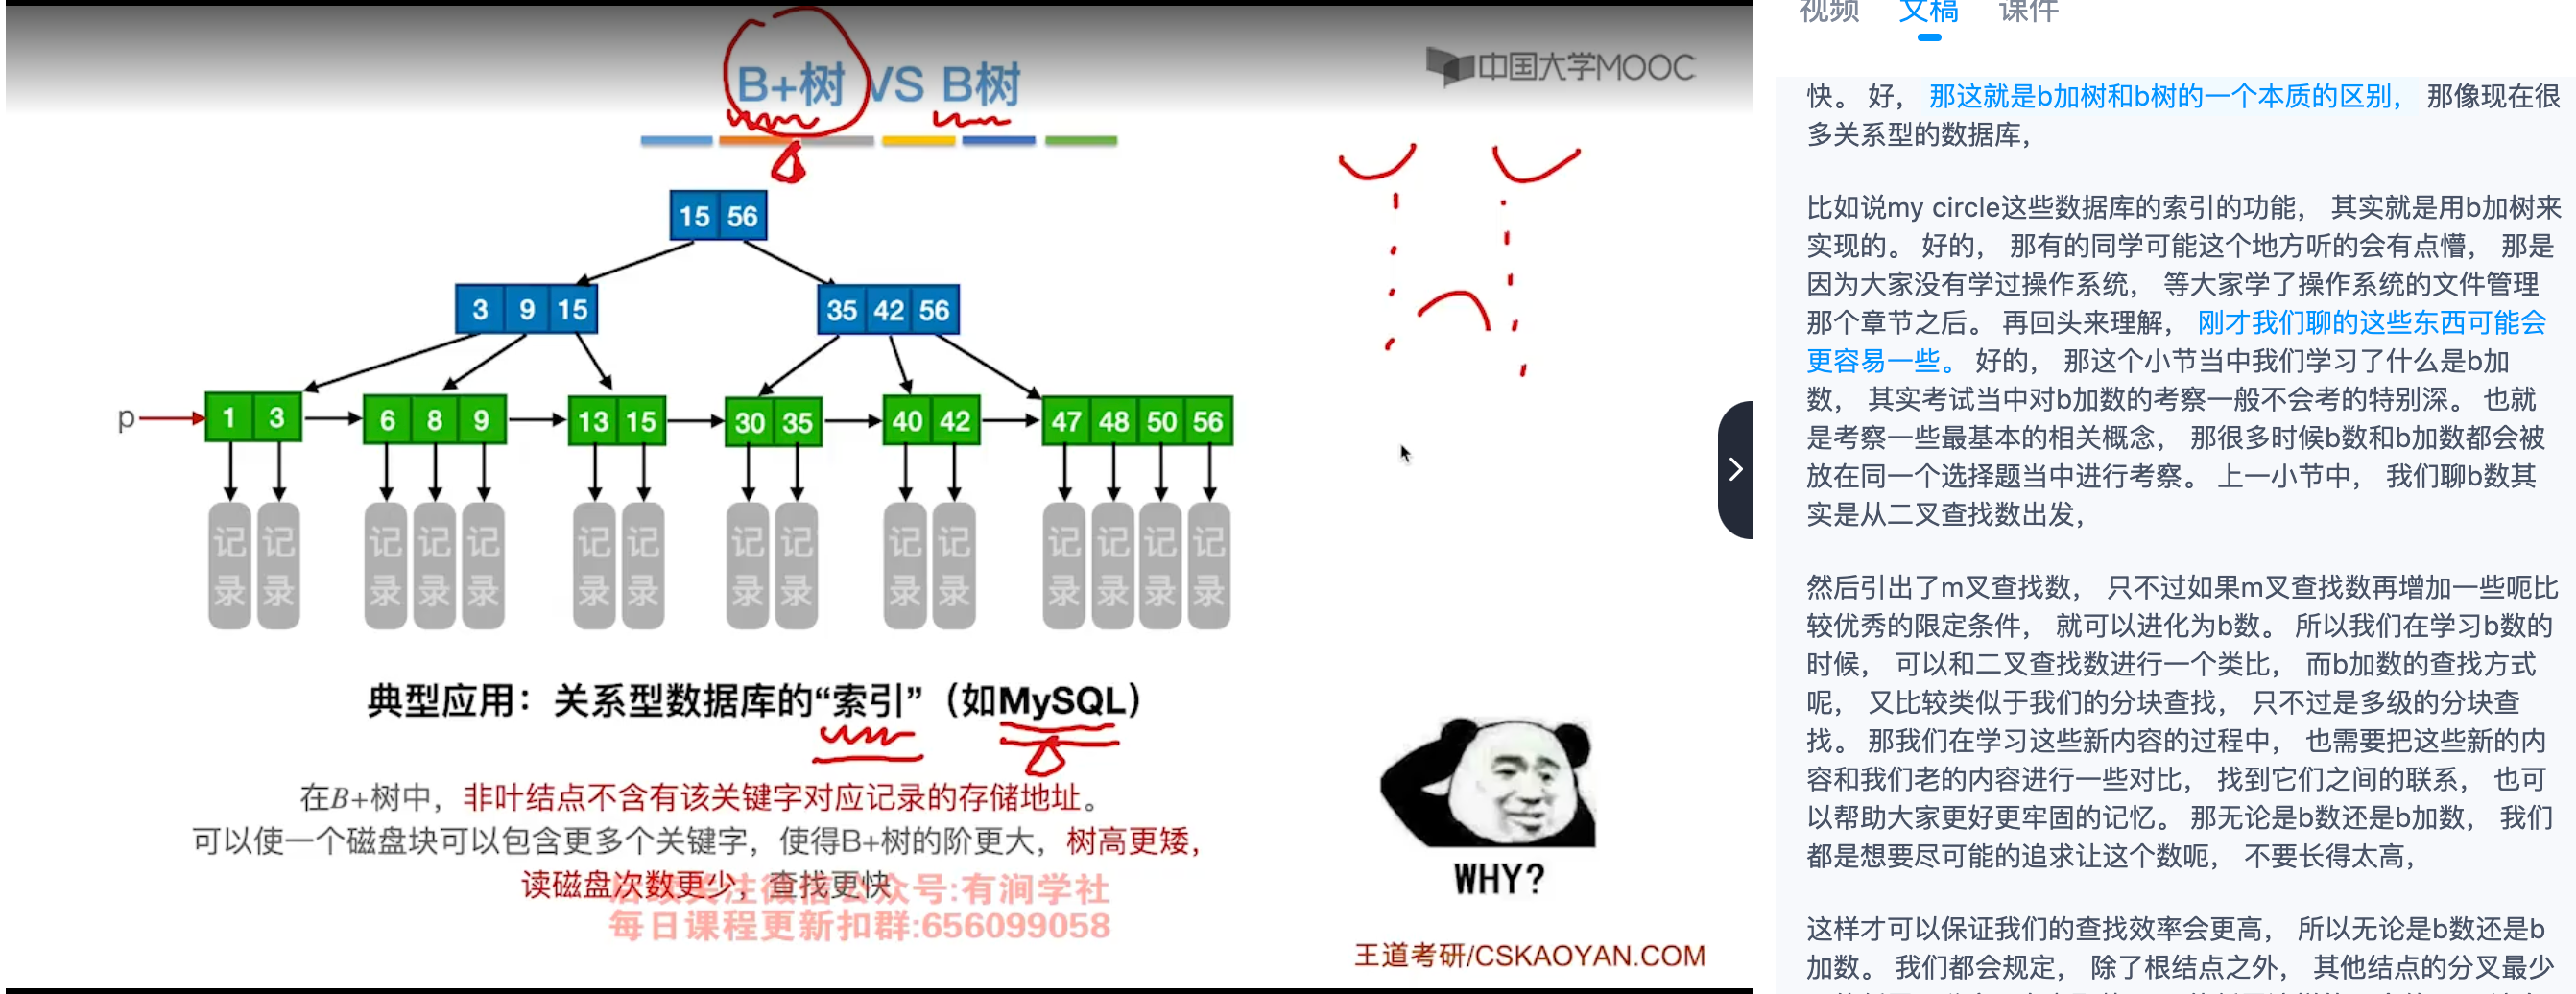 B+树 VS B树
中国大学MOOC
15 56
3 9 15
35 42 56
p
1 3
6 8 9
13 15
30 35
40 42
47 48 50 56
记录 记录 记录 记录 记录 记录 记录 记录 记录 记录 记录 记录 记录 记录 记录
典型应用：关系型数据库的“索引”（如MySQL）
在B+树中，非叶结点不含有该关键字对应记录的存储地址。
可以使一个磁盘块可以包含更多个关键字，使得B+树的阶更大，树高更矮，
读磁盘次数更少，查找更快
注微信公众号:有涧学社
每日课程更新扣群:656099058
WHY?
王道考研/CSKAOYAN.COM
视频 文稿 课件
快。 好， 那这就是b加树和b树的一个本质的区别， 那像现在很
多关系型的数据库，
比如说my circle这些数据库的索引的功能， 其实就是用b加树来
实现的。 好的， 那有的同学可能这个地方听的会有点懵， 那是
因为大家没有学过操作系统， 等大家学了操作系统的文件管理
那个章节之后。 再回头来理解， 刚才我们聊的这些东西可能会
更容易一些。 好的， 那这个小节当中我们学习了什么是b加
数， 其实考试当中对b加数的考察一般不会考的特别深。 也就
是考察一些最基本的相关概念， 那很多时候b数和b加数都会被
放在同一个选择题当中进行考察。 上一小节中， 我们聊b数其
实是从二叉查找数出发，
然后引出了m叉查找数， 只不过如果m叉查找数再增加一些呃比
较优秀的限定条件， 就可以进化为b数。 所以我们在学习b数的
时候， 可以和二叉查找数进行一个类比， 而b加数的查找方式
呢， 又比较类似于我们的分块查找， 只不过是多级的分块查
找。 那我们在学习这些新内容的过程中， 也需要把这些新的内
容和我们老的内容进行一些对比， 找到它们之间的联系， 也可
以帮助大家更好更牢固的记忆。 那无论是b数还是b加数， 我们
都是想要尽可能的追求让这个数呃， 不要长得太高，
这样才可以保证我们的查找效率会更高， 所以无论是b数还是b
加数。 我们都会规定， 除了根结点之外， 其他结点的分叉最少